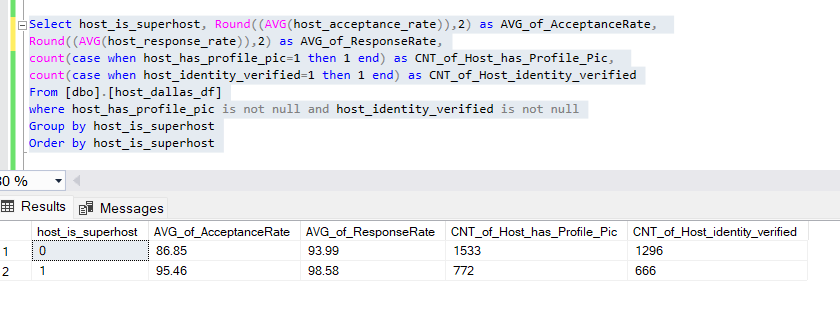 Select host_is_superhost, Round((AVG(host_acceptance_rate)),2) as AVG_of_AcceptanceRate,
Round((AVG(host_response_rate)),2) as AVG_of_ResponseRate,
count(case when host_has_profile_pic=1 then 1 end) as CNT_of_Host_has_Profile_Pic,
count(case when host_identity_verified=1 then 1 end) as CNT_of_Host_identity_verified
From [dbo].[host_dallas_df]
where host_has_profile_pic is not null and host_identity_verified is not null
Group by host_is_superhost
Order by host_is_superhost
0 %
Results Messages
host_is_superhost AVG_of_AcceptanceRate AVG_of_ResponseRate CNT_of_Host_has_Profile_Pic CNT_of_Host_identity_verified
1 0 86.85 93.99 1533 1296
2 1 95.46 98.58 772 666